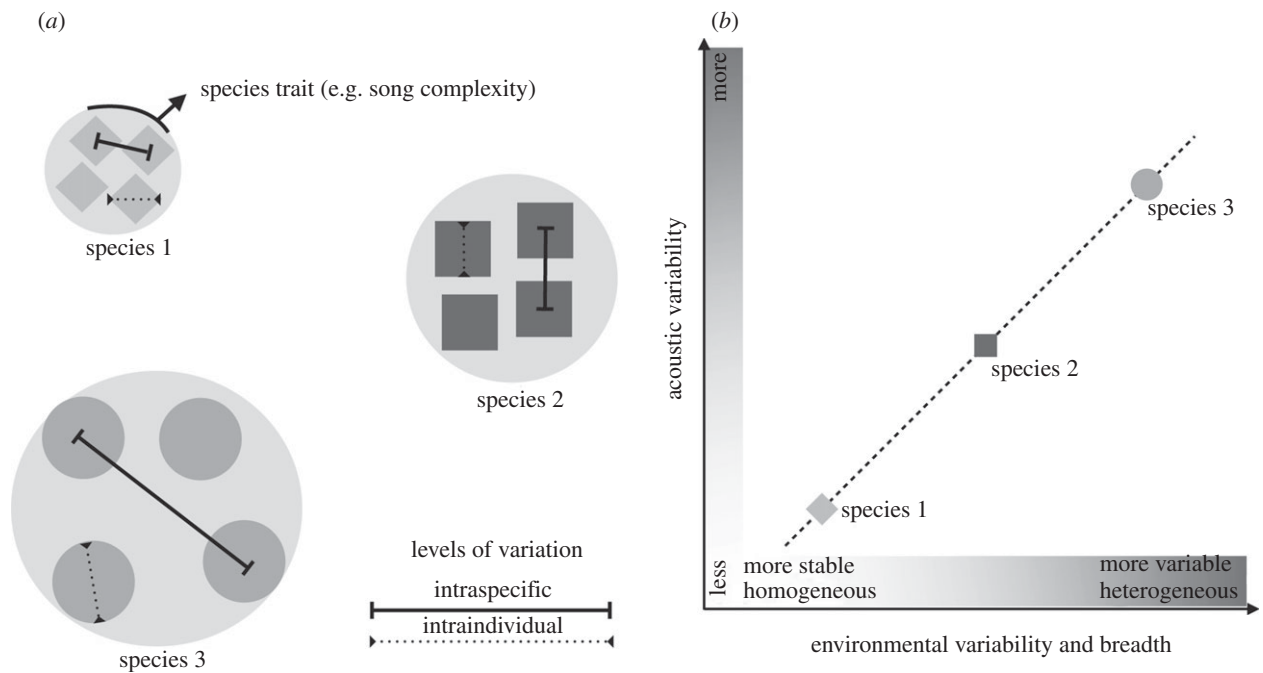 (a)
species trait (e.g. song complexity)
species 1
species 2
species 3
levels of variation
intraspecific
intraindividual
(b)
more
acoustic variability
less
species 3
species 2
species 1
more stable
homogeneous
more variable
heterogeneous
environmental variability and breadth